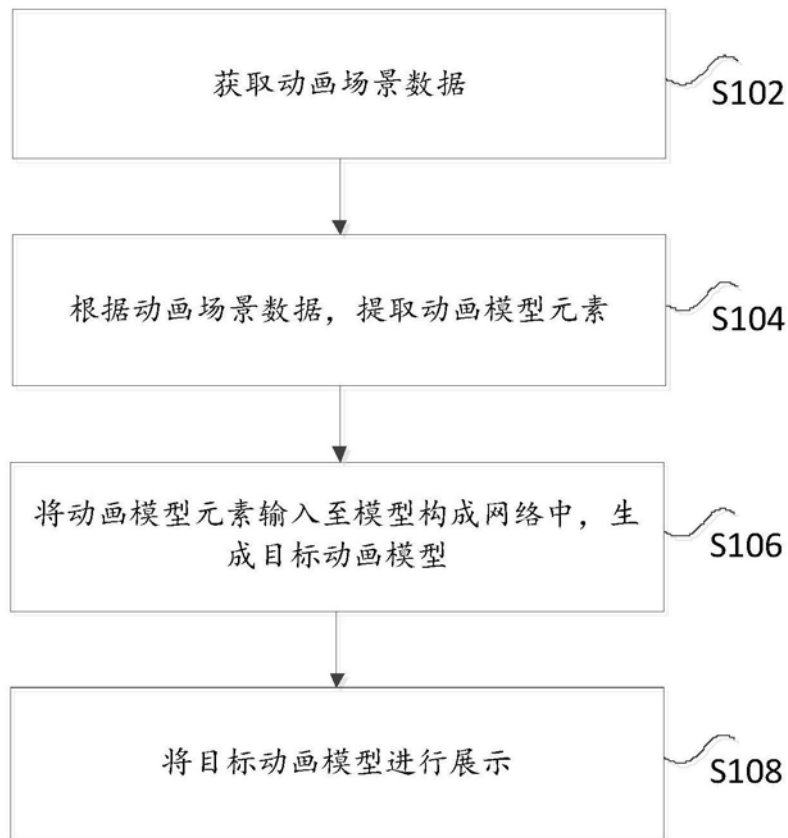 获取动画场景数据
S102
根据动画场景数据，提取动画模型元素
S104
将动画模型元素输入至模型构成网络中，生
成目标动画模型
S106
将目标动画模型进行展示
S108